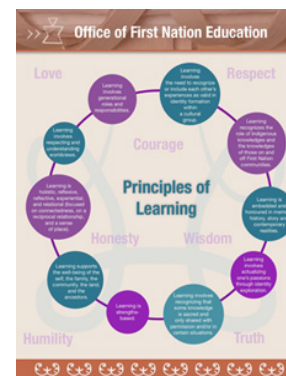 Office of First Nation Education
Love
Respect
Learning
involves
the need to recognize
or include each other's
experiences as valid in
identity formation
within
a cultural
group.
Learning
involves
generational
roles and
responsibilities.
Learning
recognizes the
role of Indigenous
knowledge and
the knowledges
of those on and
off First Nation
communities.
Learning
involves
respecting and
understanding
worldviews.
Courage
Principles of
Learning
Learning is
holistic, reflexive,
reflective, experiential,
and relational (focused
on connectedness, on a
reciprocal relationship,
and a sense
of place).
Learning is
embedded and
honoured in memory,
history, story and
contemporary
realities.
Honesty
Wisdom
Learning supports
the well-being of the
self, the family, the
community, the land,
and the
ancestors.
Learning
involves
actualizing
one's passions
through identity
exploration.
Learning is
strengths-
based.
Learning involves
recognizing that
some knowledge
is sacred and
only shared with
permission and/or in
certain situations.
Humility
Truth